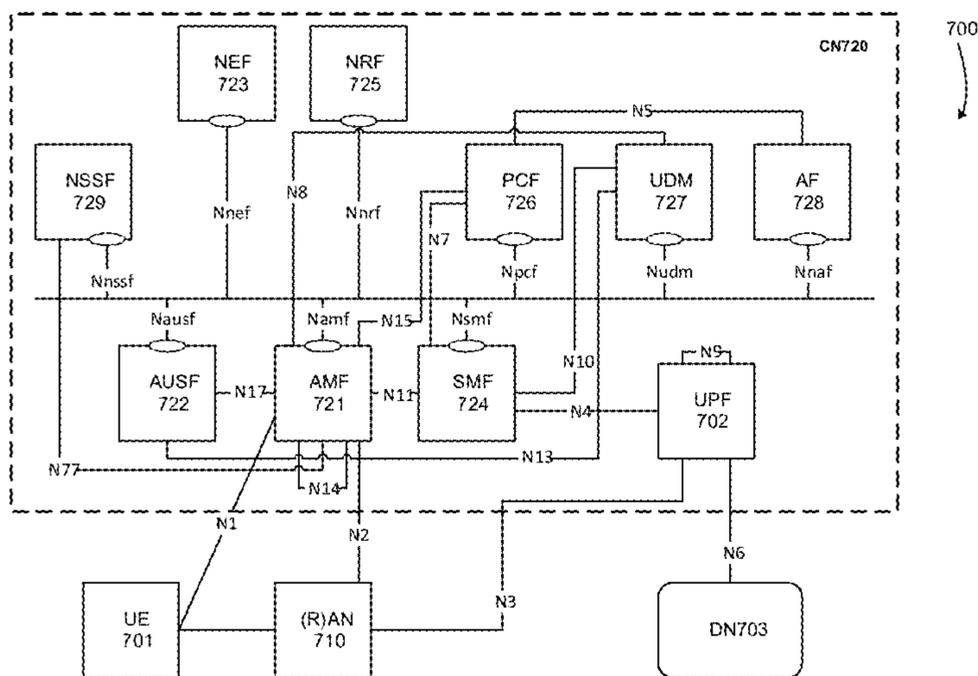 700
CN720
NEF
723
NRF
725
N5
NSSF
729
PCF
726
UDM
727
AF
728
N8
Nnef
Nnrf
N7
Nnssf
Npcf
Nudm
Nnaf
Nausf
Namf
N15
Nsmf
N10
N9
AUSF
722
N17
AMF
721
N11
SMF
724
N4
UPF
702
N77
N14
N13
N1
N2
N6
N3
UE
701
(R)AN
710
DN703